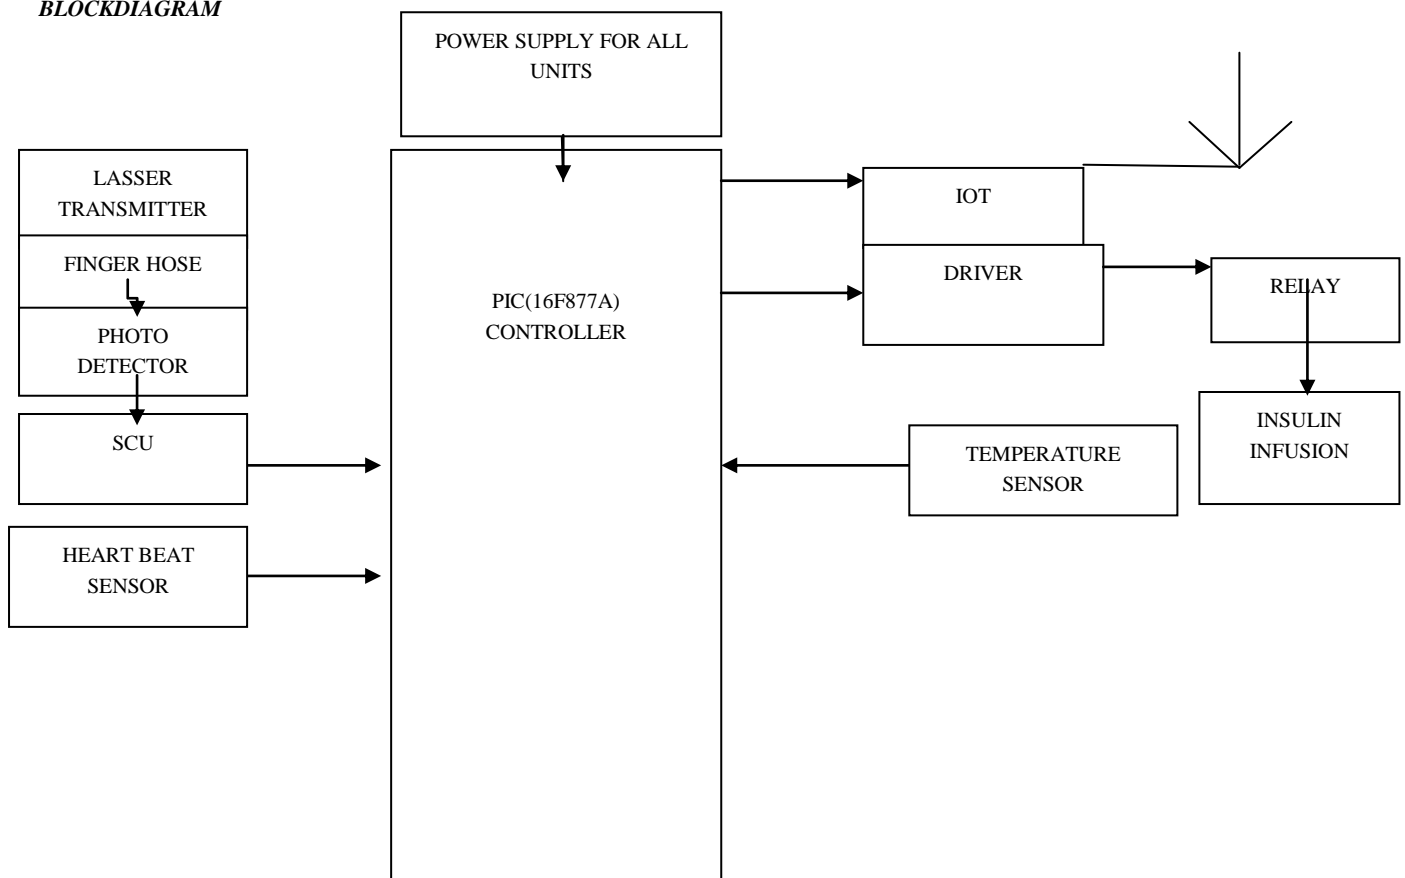 BLOCKDIAGRAM
POWER SUPPLY FOR ALL
UNITS
LASSER
TRANSMITTER
FINGER HOSE
PHOTO
DETECTOR
SCU
HEART BEAT
SENSOR
PIC(16F877A)
CONTROLLER
IOT
DRIVER
RELAY
TEMPERATURE
SENSOR
INSULIN
INFUSION